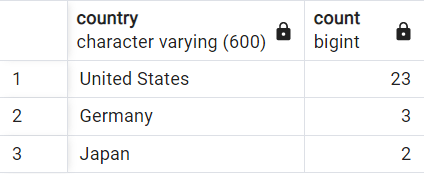 country count
character varying (600) bigint
1 United States 23
2 Germany 3
3 Japan 2